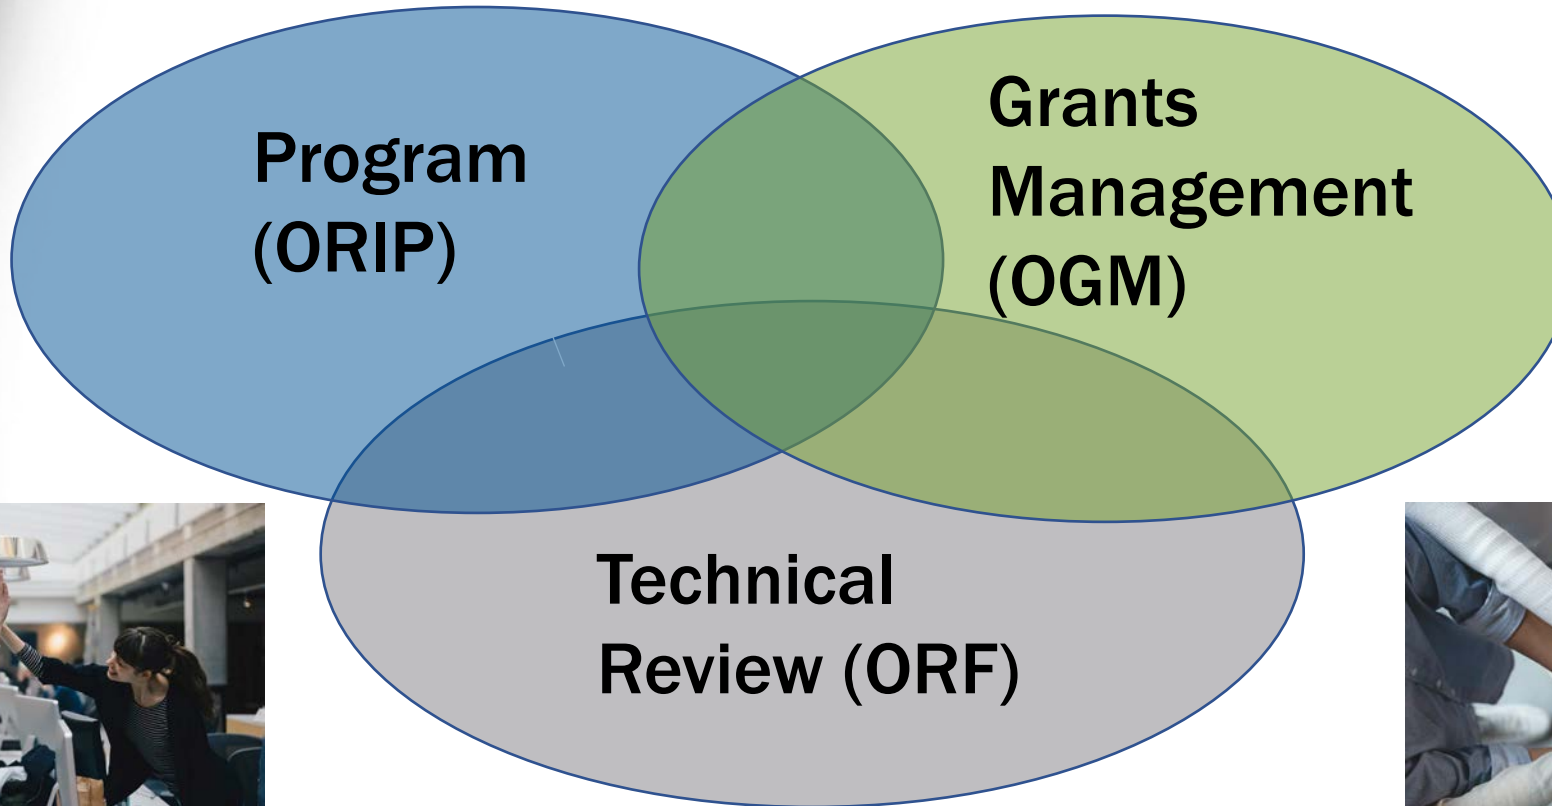 Program
(ORIP)
Grants
Management
(OGM)
Technical
Review (ORF)